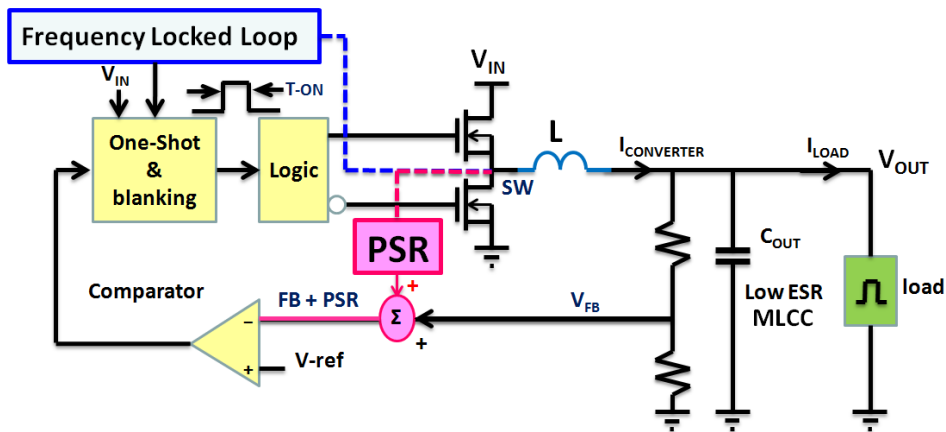 Frequency Locked Loop
VIN
T-ON
VIN
One-Shot
&
blanking
Logic
L
ICONVERTER
ILOAD
VOUT
SW
PSR
COUT
Comparator
FB + PSR
+
Σ
+
VFB
Low ESR
MLCC
load
−
+
V-ref